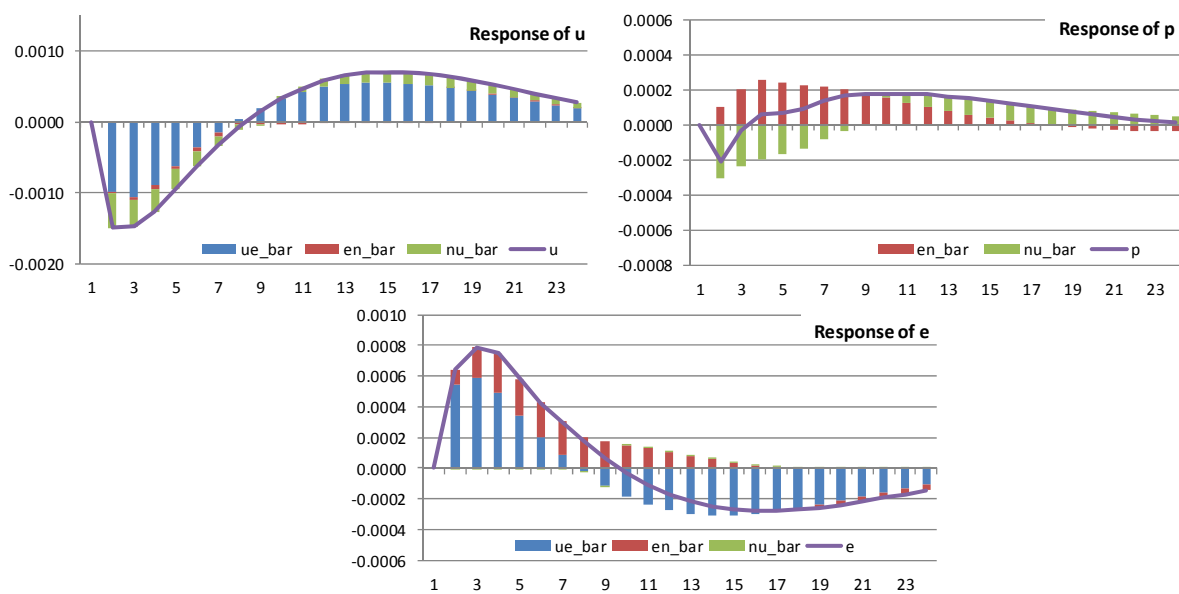 Response of u
0.0010
0.0000
-0.0010
-0.0020
ue_bar en_bar nu_bar u
1 3 5 7 9 11 13 15 17 19 21 23
Response of p
0.0006
0.0004
0.0002
0.0000
-0.0002
-0.0004
-0.0006
-0.0008
en_bar nu_bar p
1 3 5 7 9 11 13 15 17 19 21 23
Response of e
0.0010
0.0008
0.0006
0.0004
0.0002
0.0000
-0.0002
-0.0004
-0.0006
ue_bar en_bar nu_bar e
1 3 5 7 9 11 13 15 17 19 21 23